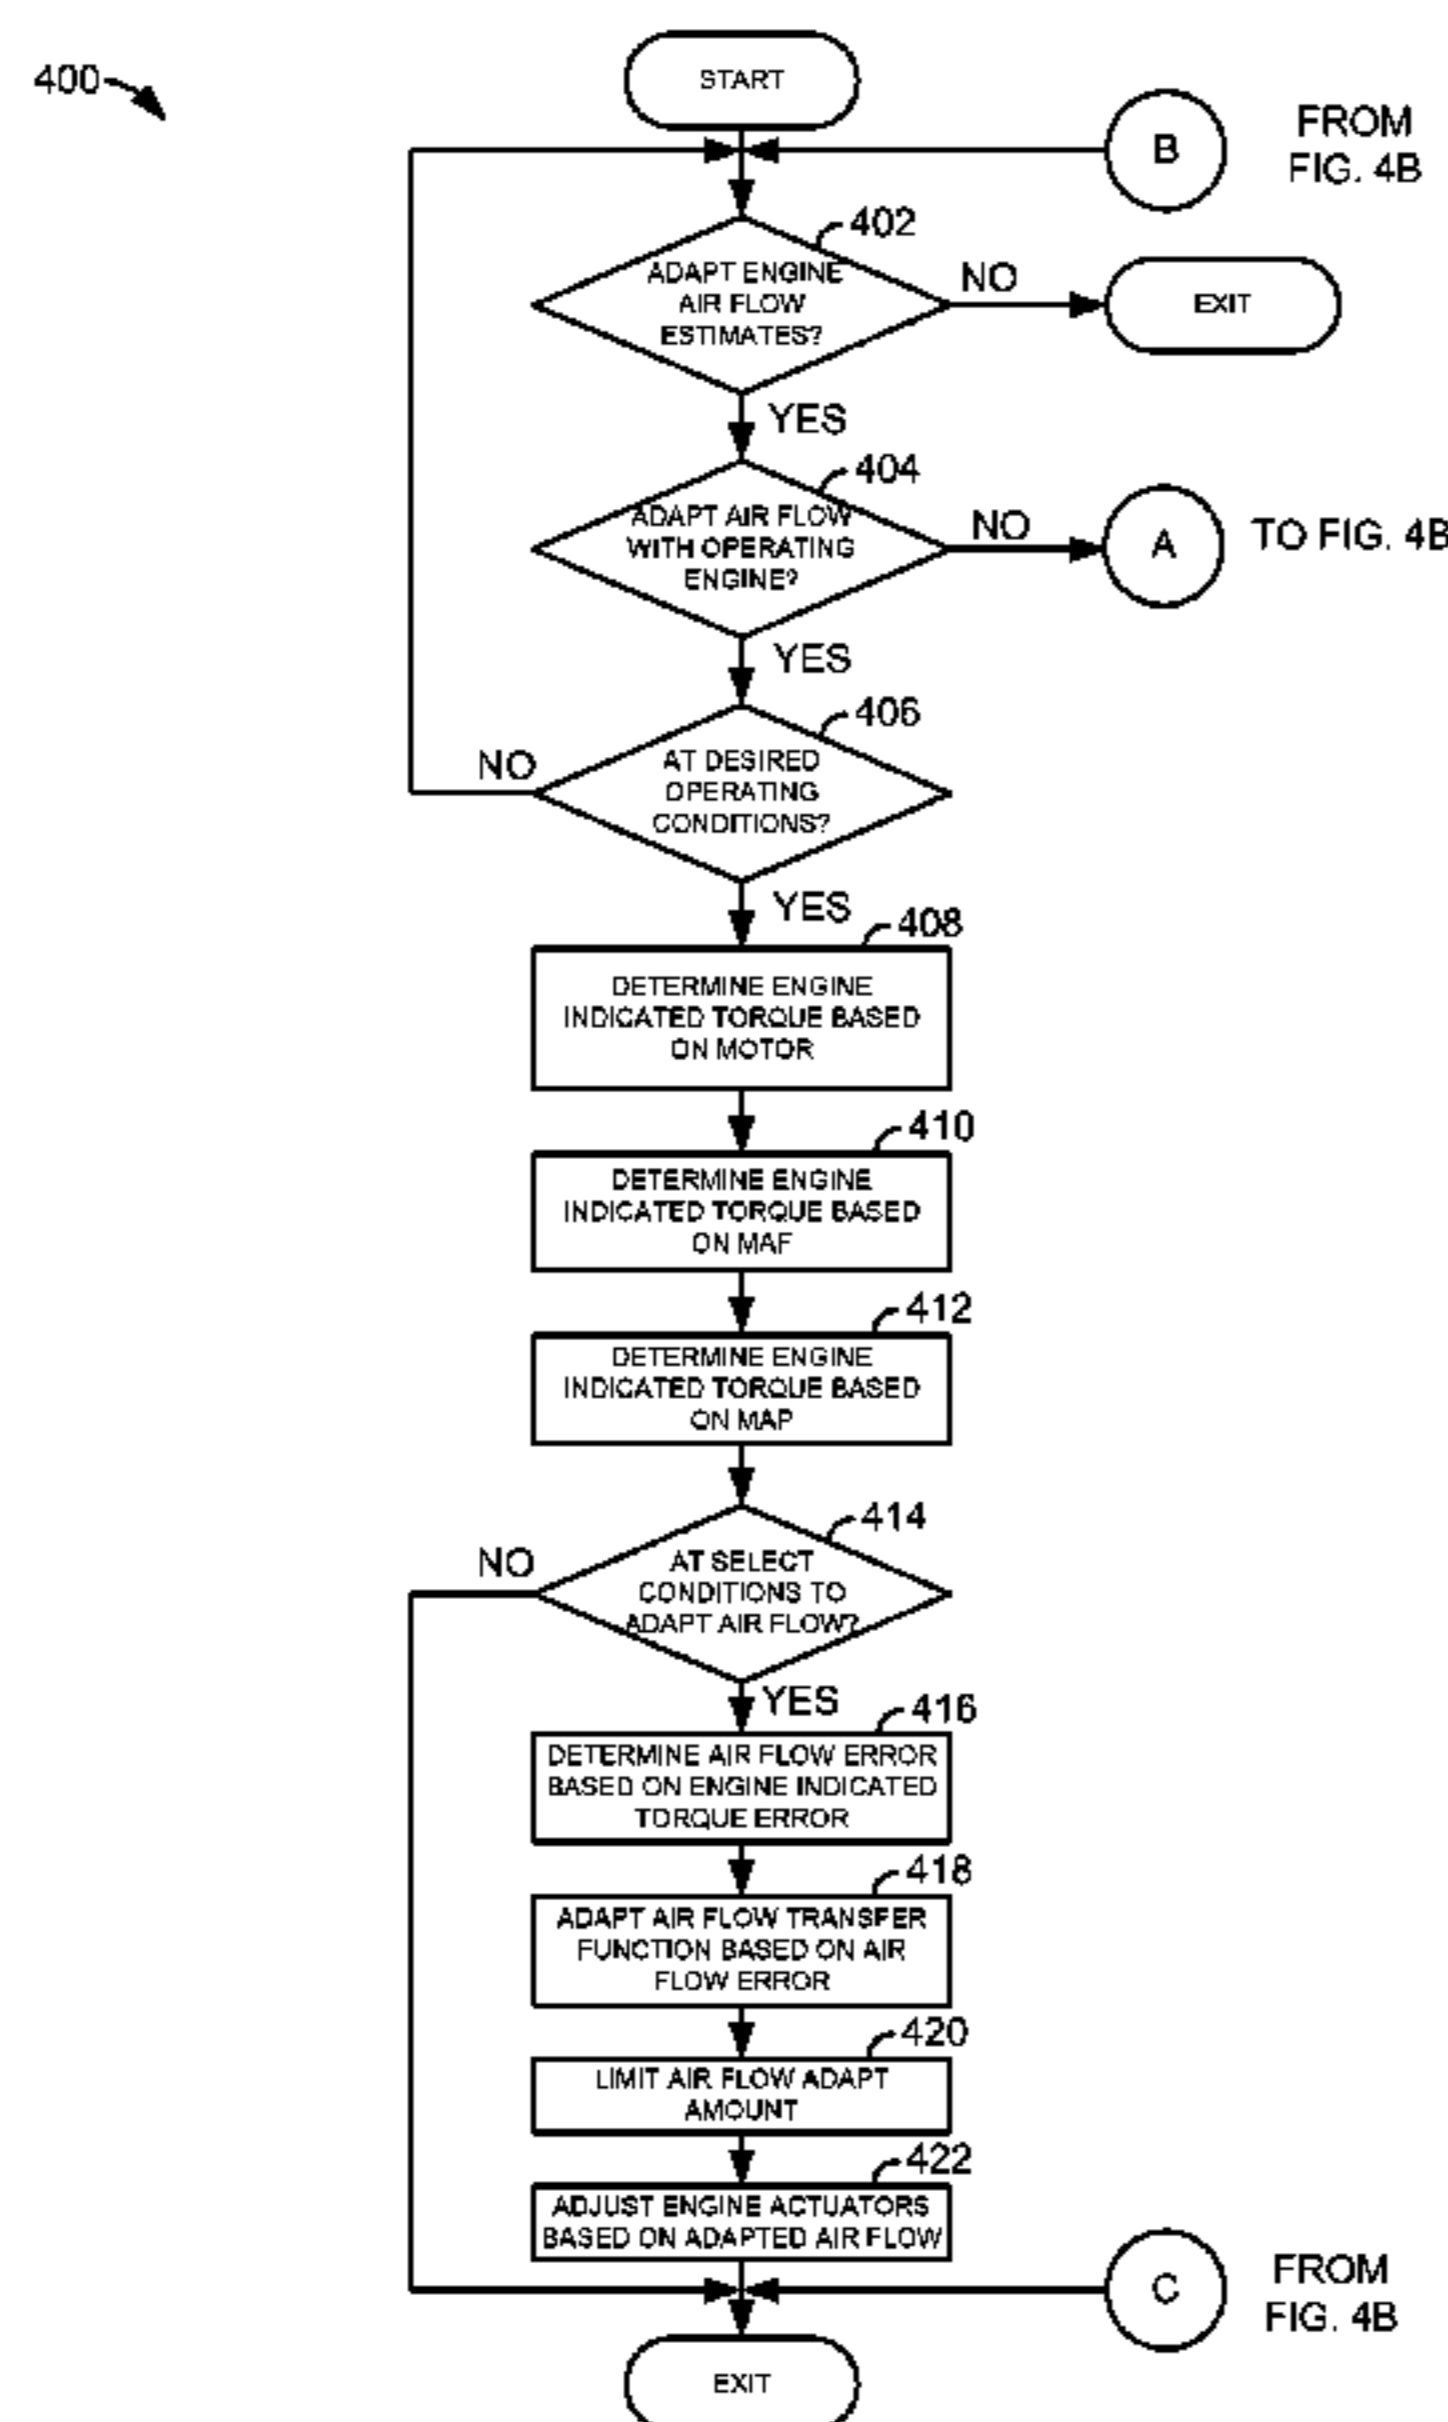 400
START
B
FROM
FIG. 4B
402
ADAPT ENGINE
AIR FLOW
ESTIMATES?
NO
EXIT
YES
404
ADAPT AIR FLOW
WITH OPERATING
ENGINE?
NO
A
TO FIG. 4B
YES
406
AT DESIRED
OPERATING
CONDITIONS?
NO
YES
408
DETERMINE ENGINE
INDICATED TORQUE BASED
ON MOTOR
410
DETERMINE ENGINE
INDICATED TORQUE BASED
ON MAF
412
DETERMINE ENGINE
INDICATED TORQUE BASED
ON MAP
414
AT SELECT
CONDITIONS TO
ADAPT AIR FLOW?
NO
YES
416
DETERMINE AIR FLOW ERROR
BASED ON ENGINE INDICATED
TORQUE ERROR
418
ADAPT AIR FLOW TRANSFER
FUNCTION BASED ON AIR
FLOW ERROR
420
LIMIT AIR FLOW ADAPT
AMOUNT
422
ADJUST ENGINE ACTUATORS
BASED ON ADAPTED AIR FLOW
C
FROM
FIG. 4B
EXIT